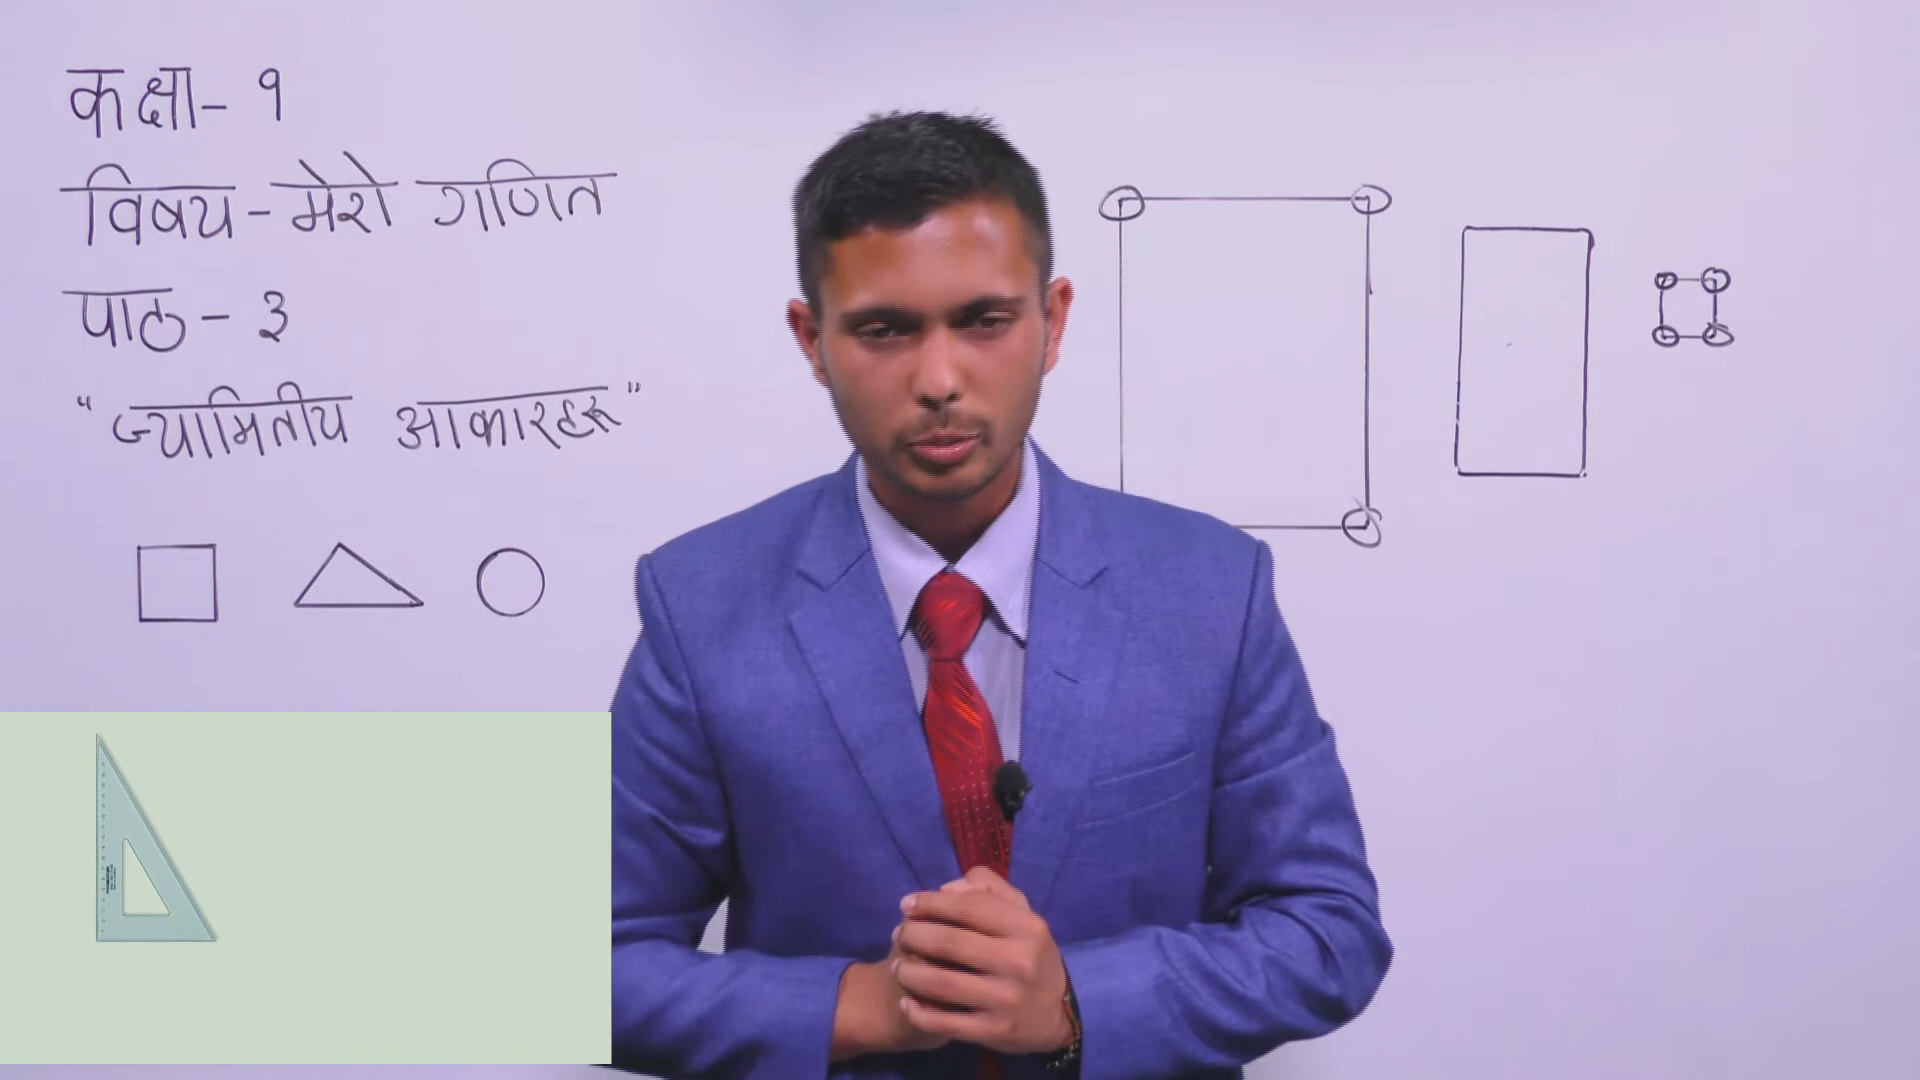 कक्षा- १
विषय- मेरो गणित
पाठ- ३
"ज्यामितीय आकारहरू"